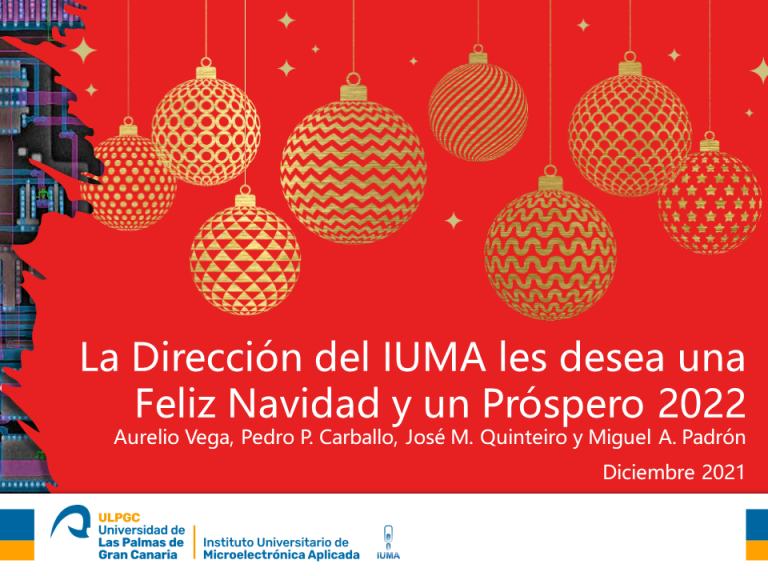 La Dirección del IUMA les desea una
Feliz Navidad y un Próspero 2022
Aurelio Vega, Pedro P. Carballo, José M. Quinteiro y Miguel A. Padrón
Diciembre 2021
ULPGC
Universidad de
Las Palmas de
Gran Canaria
Instituto Universitario de
Microelectrónica Aplicada
IUMA